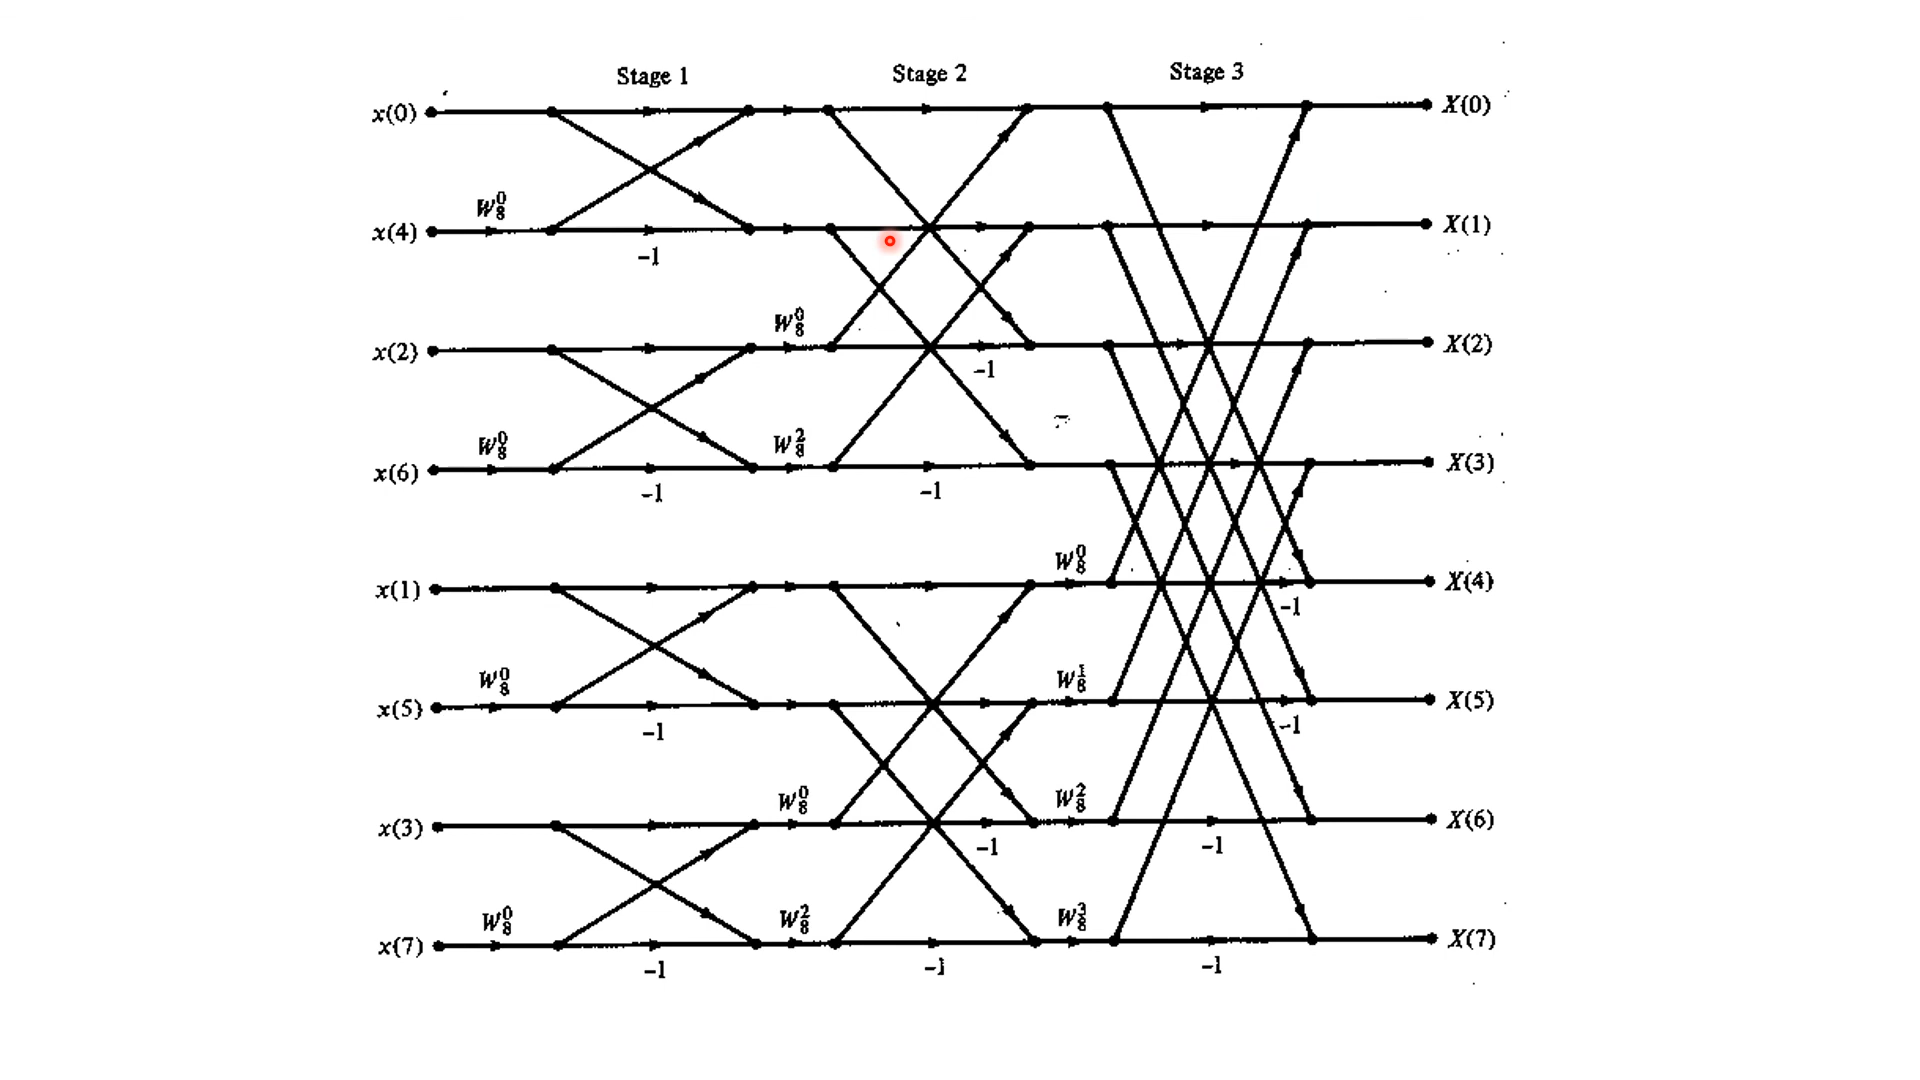 Stage 1 Stage 2 Stage 3
x(0) X(0)
W₈⁰
x(4) X(1)
-1
W₈⁰
x(2) X(2)
-1
W₈⁰ W₈²
x(6) X(3)
-1 -1
W₈⁰
x(1) X(4)
-1
W₈⁰ W₈¹
x(5) X(5)
-1 -1
W₈⁰ W₈²
x(3) X(6)
-1 -1
W₈⁰ W₈² W₈³
x(7) X(7)
-1 -1 -1